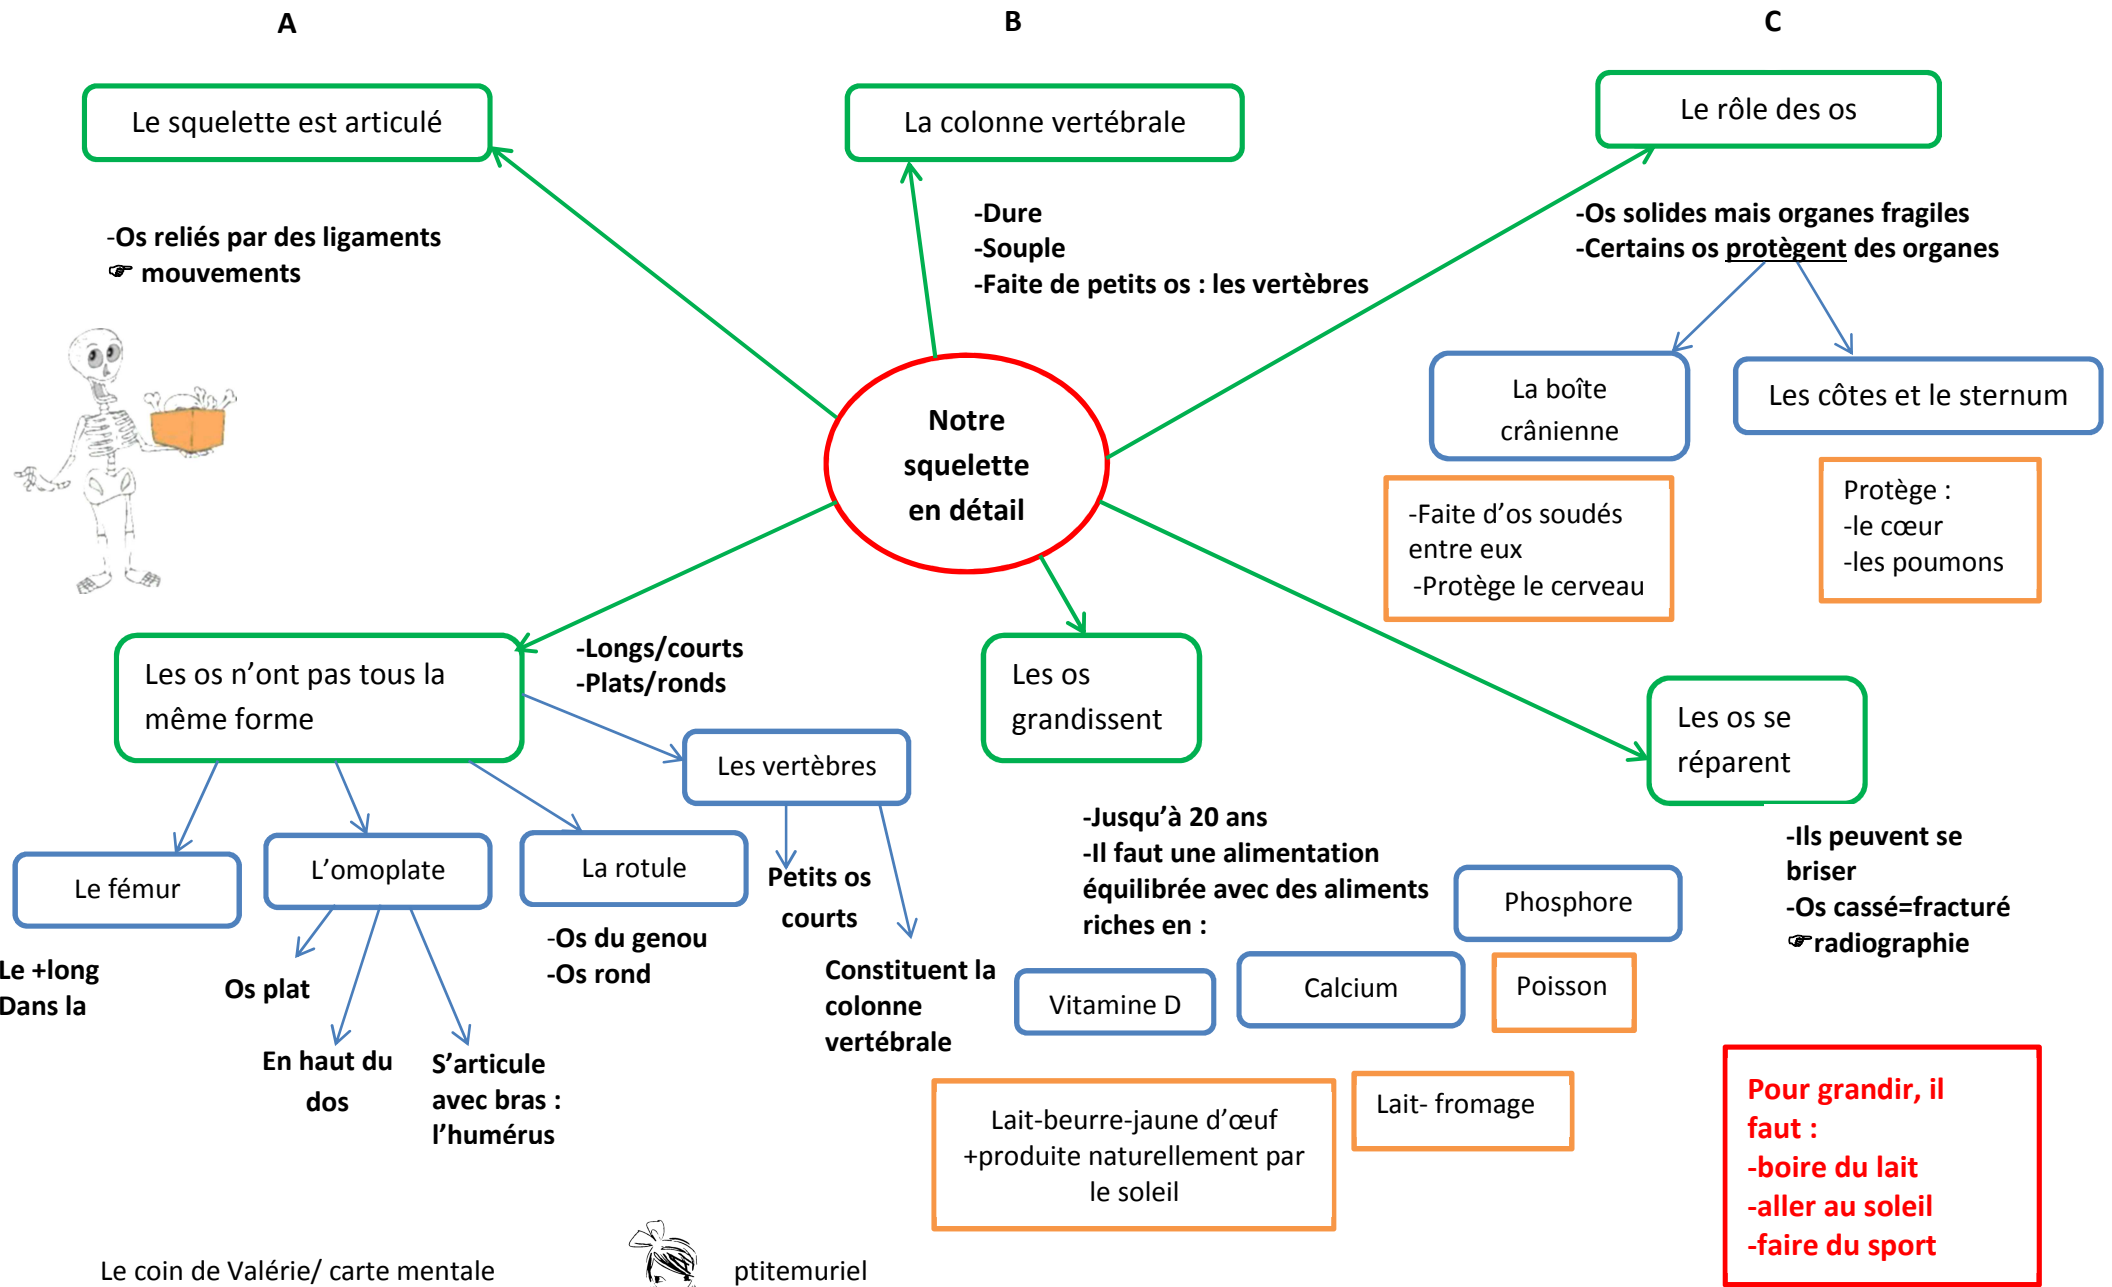 A
B
C
Le squelette est articulé
La colonne vertébrale
Le rôle des os
-Os reliés par des ligaments
☞ mouvements
-Dure
-Souple
-Faite de petits os : les vertèbres
-Os solides mais organes fragiles
-Certains os protègent des organes
La boîte
crânienne
Les côtes et le sternum
-Faite d'os soudés
entre eux
-Protège le cerveau
Protège :
-le cœur
-les poumons
Notre
squelette
en détail
Les os n'ont pas tous la
même forme
-Longs/courts
-Plats/ronds
Les vertèbres
Petits os
courts
Constituent la
colonne
vertébrale
Le fémur
Le +long
Dans la
L'omoplate
Os plat
En haut du
dos
S'articule
avec bras :
l'humérus
La rotule
-Os du genou
-Os rond
Les os
grandissent
-Jusqu'à 20 ans
-Il faut une alimentation
équilibrée avec des aliments
riches en :
Vitamine D
Calcium
Phosphore
Poisson
Lait- fromage
Lait-beurre-jaune d'œuf
+produite naturellement par
le soleil
Les os se
réparent
-Ils peuvent se
briser
-Os cassé=fracturé
☞radiographie
Pour grandir, il
faut :
-boire du lait
-aller au soleil
-faire du sport
Le coin de Valérie/ carte mentale
ptitemuriel